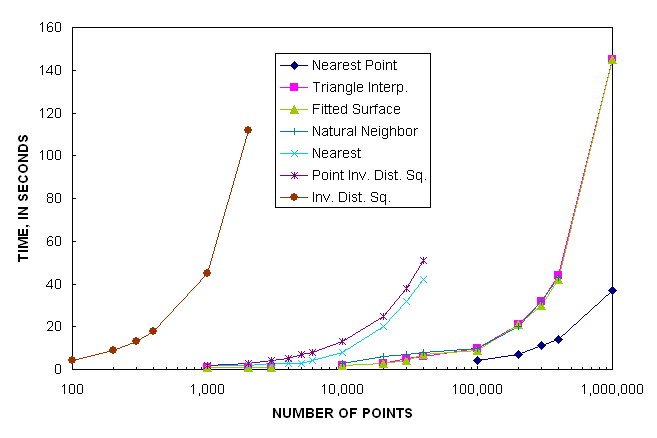 160
140
120
100
80
60
40
20
0
TIME, IN SECONDS
Nearest Point
Triangle Interp.
Fitted Surface
Natural Neighbor
Nearest
Point Inv. Dist. Sq.
Inv. Dist. Sq.
100
1,000
10,000
100,000
1,000,000
NUMBER OF POINTS